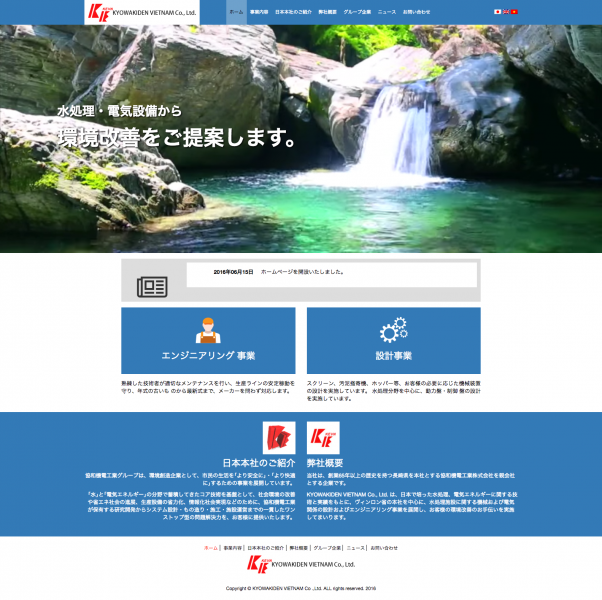 KIE KYOWAKIDEN VIETNAM Co., Ltd. ホーム 事業内容 日本本社のご紹介 弊社概要 グループ企業 ニュース お問い合わせ
水処理・電気設備から
環境改善をご提案します。
2016年06月15日 ホームページを開設いたしました。
エンジニアリング 事業
熟練した技術者が適切なメンテナンスを行い、生産ラインの安定稼動を
守り、年式の古いも のから最新式まで、メーカーを問わず対応します。
設計事業
スクリーン、汚泥掻寄機、ホッパー等、お客様の必要に応じた機械装置
の設計を実施しています。 水処理分野を中心に、動力盤・制御 盤の設計
を実施しています。
日本本社のご紹介
協和機電工業グループは、環境創造企業として、市民の生活を「より安全に」・「より快適
に」するための事業を展開しています。
「水」と「電気エネルギー」の分野で蓄積してきたコア技術を基盤として、社会環境の改善
や省エネ社会の進展、生産設備の省力化、情報化社会実現などのために、協和機電工業
が保有する研究開発からシステム設計・もの造り・施工・施設運営までの一貫したワン
ストップ型の問題解決力を、お客様に提供いたします。
KIE
弊社概要
当社は、創業65年以上の歴史を持つ長崎県を本社とする協和機電工業株式会社を親会社
とする企業です。
KYOWAKIDEN VIETNAM Co., Ltd. は、日本で培った水処理、電気エネルギーに関する技
術と実績をもとに、ヴィンロン省の本社を中心に、水処理施設に関する機械および電気
関係の設計およびエンジニアリング事業を展開し、お客様の環境改善のお手伝いを実施
してまいります。
ホーム | 事業内容 | 日本本社のご紹介 | 弊社概要 | グループ企業 | ニュース | お問い合わせ
KIE KYOWAKIDEN VIETNAM Co., Ltd.
Copyright © KYOWAKIDEN VIETNAM Co .,Ltd. ALL rights reserved. 2016